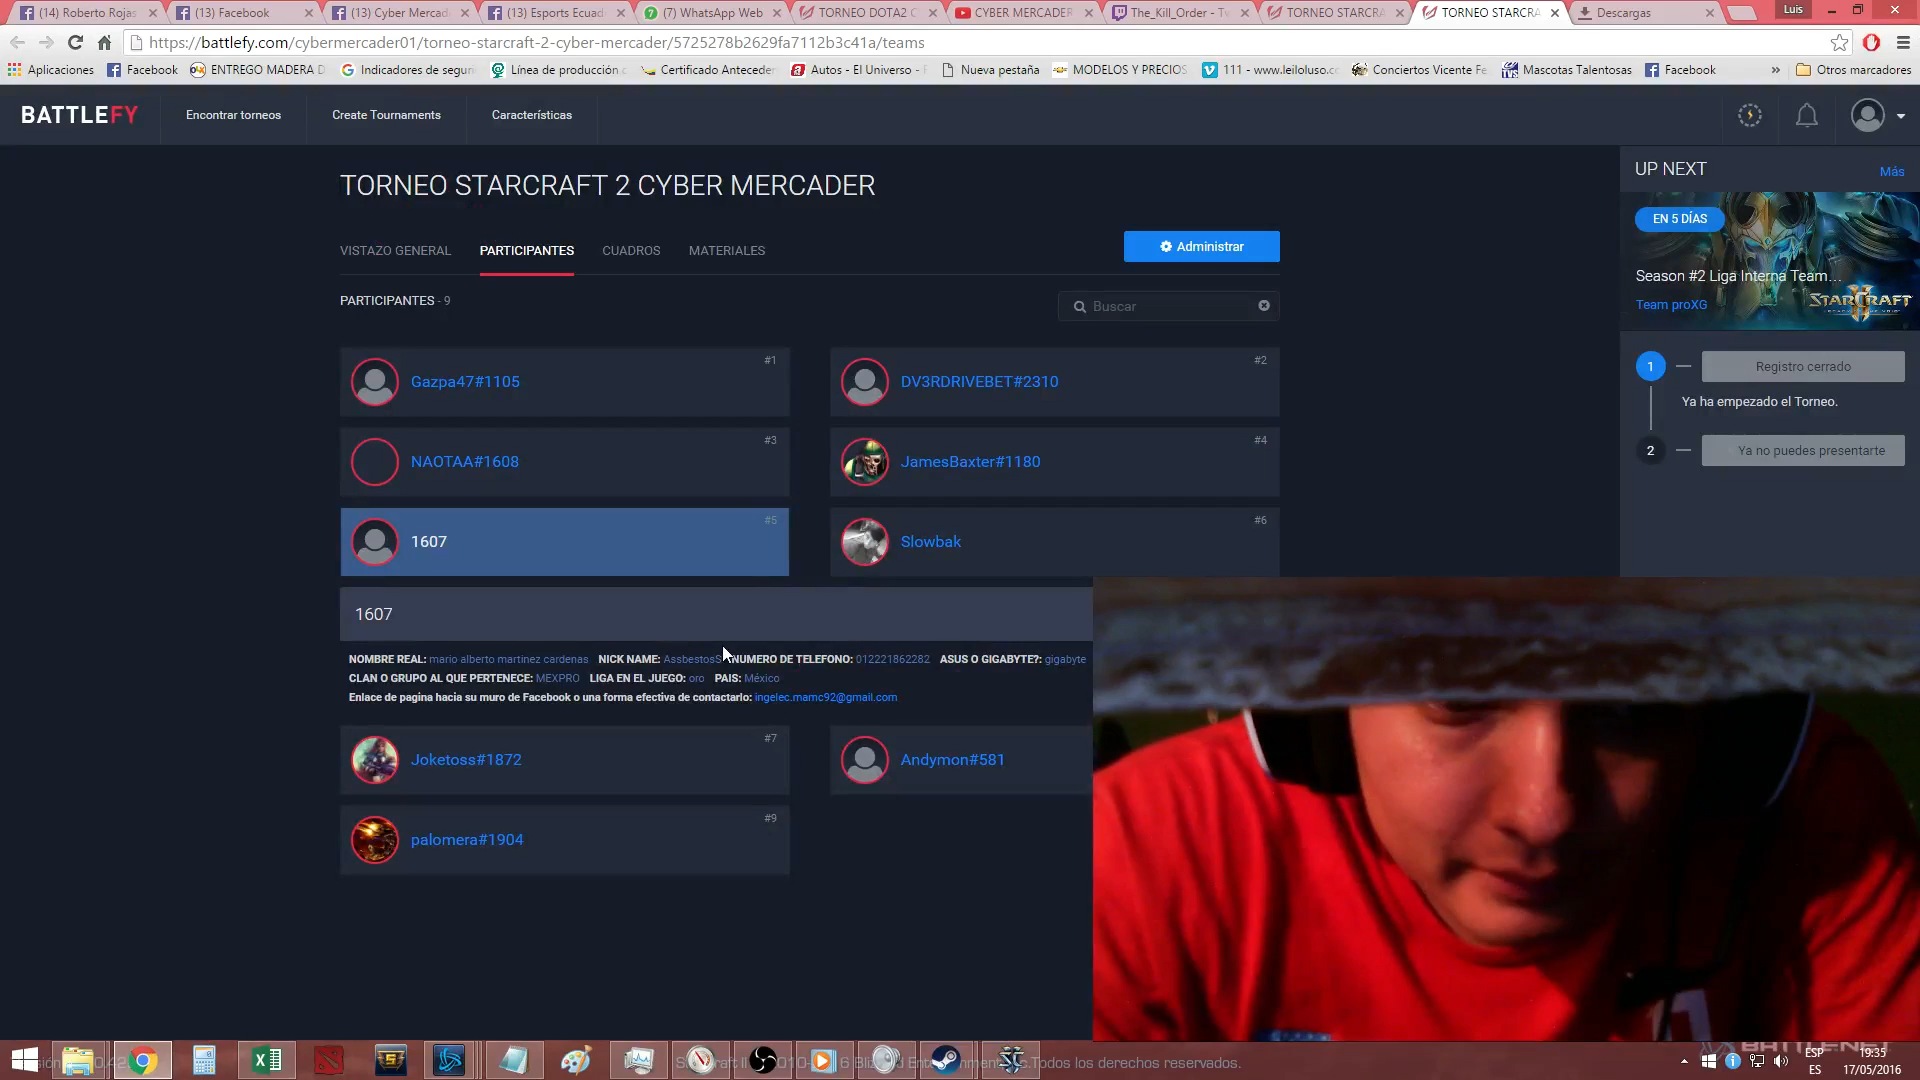 (14) Roberto Rojas
(13) Facebook
(13) Cyber Mercad
(13) Esports Ecuad
(7) WhatsApp Web
TORNEO DOTA2 C
CYBER MERCADER
The_Kill_Order - Tw
TORNEO STARCRA
TORNEO STARCRA
Descargas
Luis
https://battlefy.com/cybermercader01/torneo-starcraft-2-cyber-mercader/5725278b2629fa7112b3c41a/teams
Aplicaciones
Facebook
ENTREGO MADERA D
Indicadores de segur
Línea de producción
Certificado Anteceder
Autos - El Universo -
Nueva pestaña
MODELOS Y PRECIOS
111 - www.leiloluso.co
Conciertos Vicente Fe
Mascotas Talentosas
Facebook
»
Otros marcadores
BATTLEFY
Encontrar torneos
Create Tournaments
Características
TORNEO STARCRAFT 2 CYBER MERCADER
VISTAZO GENERAL
PARTICIPANTES
CUADROS
MATERIALES
Administrar
PARTICIPANTES - 9
Buscar
#1
Gazpa47#1105
#2
DV3RDRIVEBET#2310
#3
NAOTAA#1608
#4
JamesBaxter#1180
#5
1607
#6
Slowbak
1607
NOMBRE REAL: mario alberto martinez cardenas NICK NAME: AssbestosS NUMERO DE TELEFONO: 012221862282 ASUS O GIGABYTE?: gigabyte
CLAN O GRUPO AL QUE PERTENECE: MEXPRO LIGA EN EL JUEGO: oro PAIS: México
Enlace de pagina hacia su muro de Facebook o una forma efectiva de contactarlo: ingelec.mamc92@gmail.com
#7
Joketoss#1872
Andymon#581
#9
palomera#1904
UP NEXT
Más
EN 5 DÍAS
Season #2 Liga Interna Team...
Team proXG
STARCRAFT
II
1
Registro cerrado
Ya ha empezado el Torneo.
2
Ya no puedes presentarte
Todos los derechos reservados.
BATTLE.NET
ESP
ES
19:35
17/05/2016